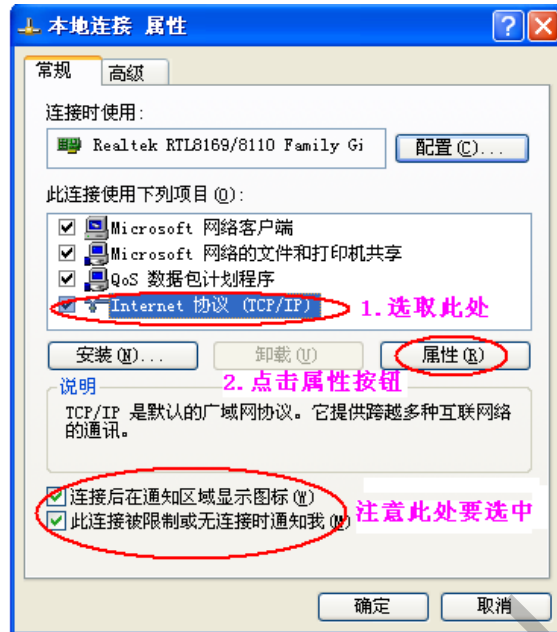 本地连接 属性
常规
高级
连接时使用:
Realtek RTL8169/8110 Family Gi
配置(C)...
此连接使用下列项目(O):
Microsoft 网络客户端
Microsoft 网络的文件和打印机共享
QoS 数据包计划程序
Internet 协议 (TCP/IP)
1.选取此处
安装(N)...
卸载(U)
属性(R)
2.点击属性按钮
说明
TCP/IP 是默认的广域网协议。它提供跨越多种互联网络
的通讯。
连接后在通知区域显示图标(W)
此连接被限制或无连接时通知我(M)
注意此处要选中
确定
取消